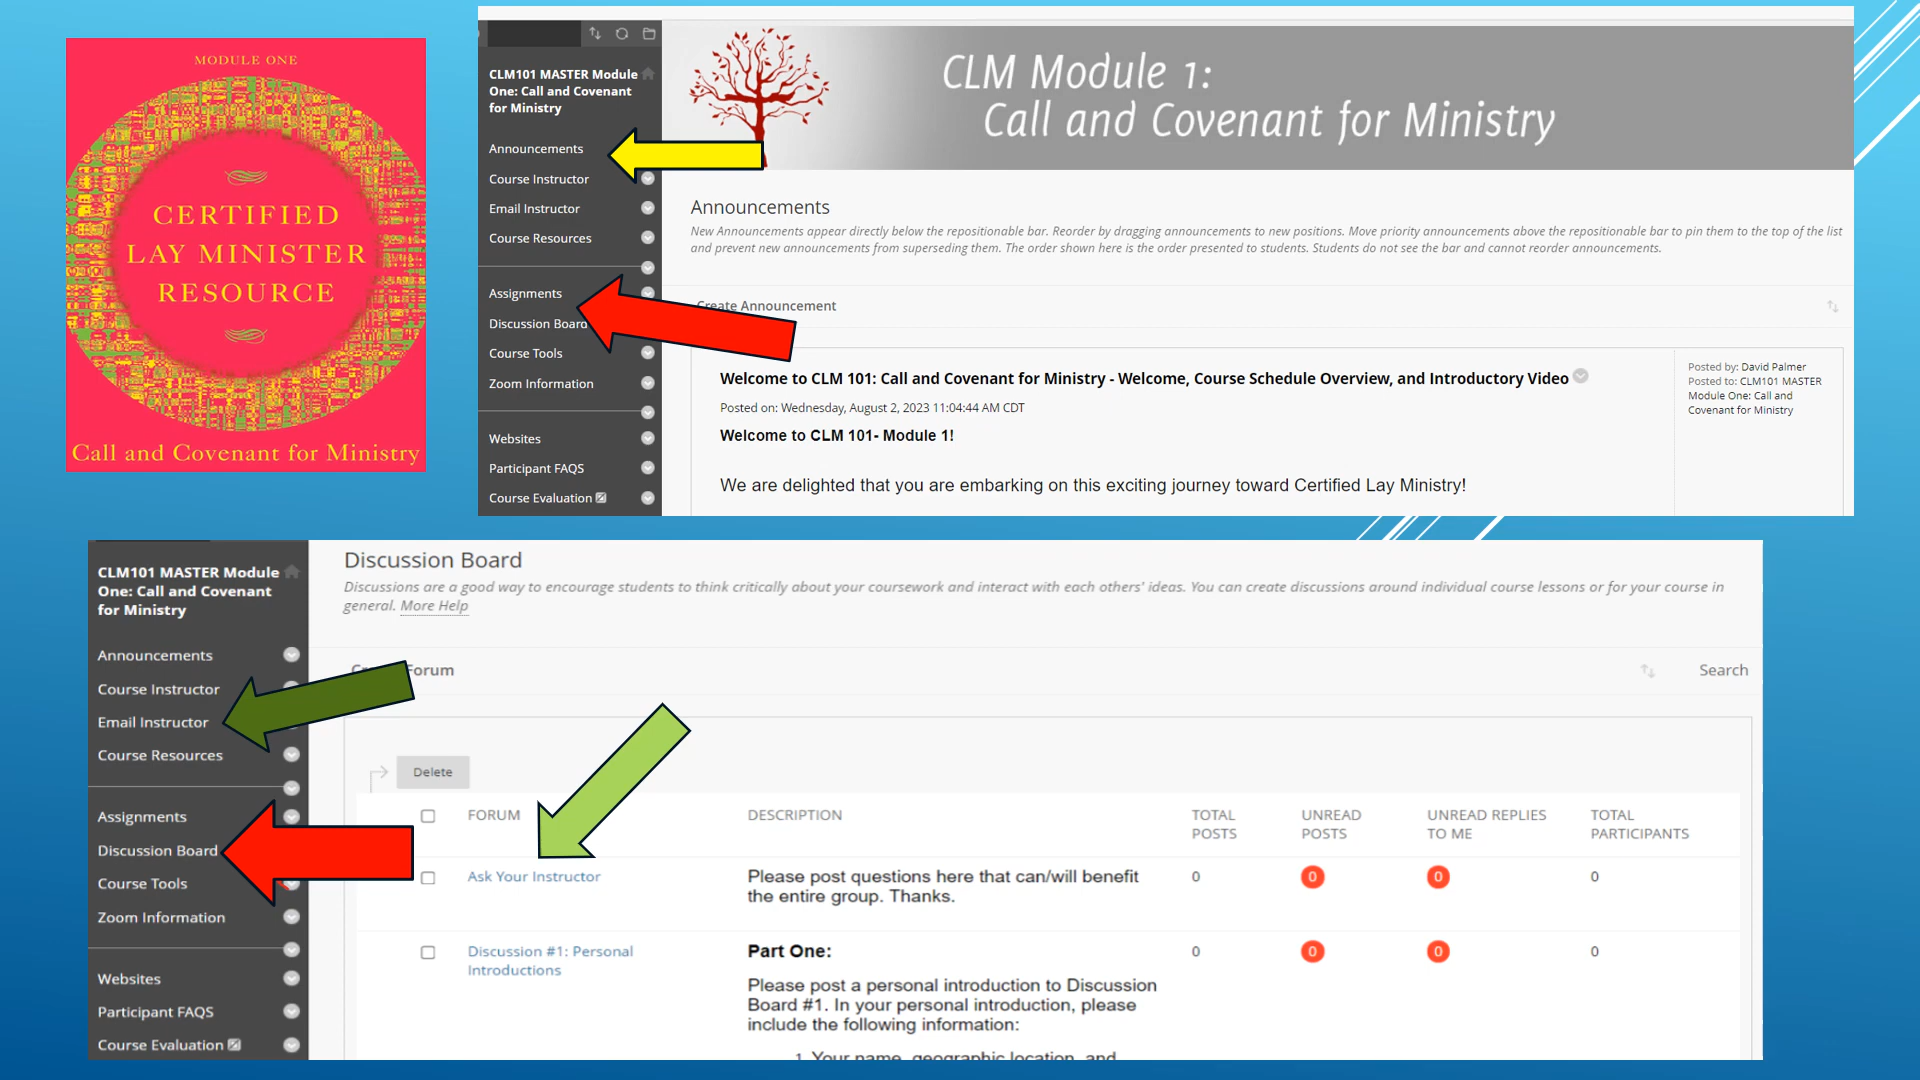 MODULE ONE
CERTIFIED
LAY MINISTER
RESOURCE
Call and Covenant for Ministry
CLM101 MASTER Module
One: Call and Covenant
for Ministry
Announcements
Course Instructor
Email Instructor
Course Resources
Assignments
Discussion Board
Course Tools
Zoom Information
Websites
Participant FAQS
Course Evaluation
CLM Module 1:
Call and Covenant for Ministry
Announcements
New Announcements appear directly below the repositionable bar. Reorder by dragging announcements to new positions. Move priority announcements above the repositionable bar to pin them to the top of the list
and prevent new announcements from superseding them. The order shown here is the order presented to students. Students do not see the bar and cannot reorder announcements.
Create Announcement
Welcome to CLM 101: Call and Covenant for Ministry - Welcome, Course Schedule Overview, and Introductory Video
Posted on: Wednesday, August 2, 2023 11:04:44 AM CDT
Welcome to CLM 101- Module 1!
We are delighted that you are embarking on this exciting journey toward Certified Lay Ministry!
Posted by: David Palmer
Posted to: CLM101 MASTER
Module One: Call and
Covenant for Ministry
CLM101 MASTER Module
One: Call and Covenant
for Ministry
Announcements
Course Instructor
Email Instructor
Course Resources
Assignments
Discussion Board
Course Tools
Zoom Information
Websites
Participant FAQS
Course Evaluation
Discussion Board
Discussions are a good way to encourage students to think critically about your coursework and interact with each others' ideas. You can create discussions around individual course lessons or for your course in
general. More Help
Forum
Search
Delete
FORUM
DESCRIPTION
TOTAL
POSTS
UNREAD
POSTS
UNREAD REPLIES
TO ME
TOTAL
PARTICIPANTS
Ask Your Instructor
Please post questions here that can/will benefit
the entire group. Thanks.
0
0
0
0
Discussion #1: Personal
Introductions
Part One:
0
0
0
0
Please post a personal introduction to Discussion
Board #1. In your personal introduction, please
include the following information:
1. Your name, geographic location, and